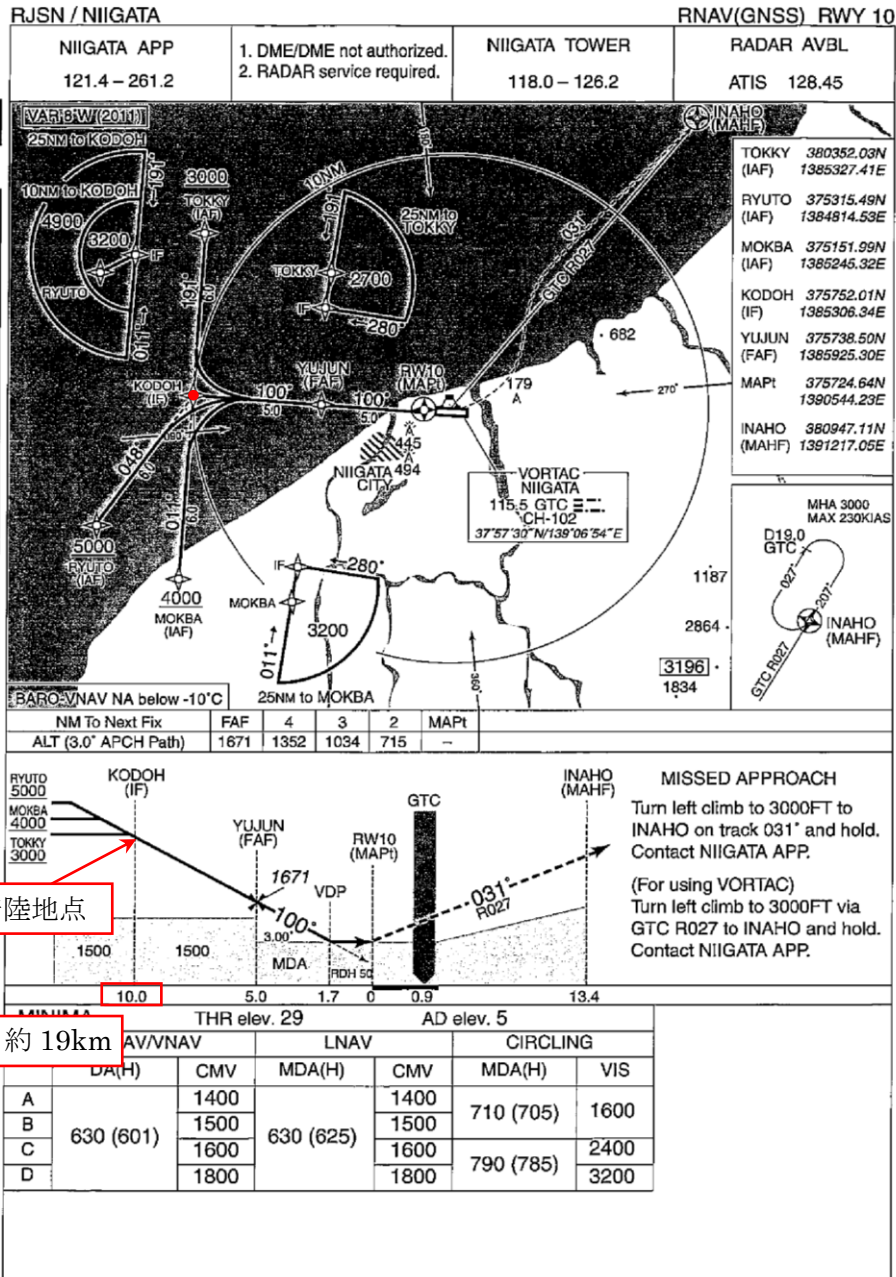 RJSN / NIIGATA
RNAV(GNSS) RWY 10
NIIGATA APP
121.4 – 261.2
1. DME/DME not authorized.
2. RADAR service required.
NIIGATA TOWER
118.0 – 126.2
RADAR AVBL
ATIS 128.45
VAR 8°W (2011)
25NM to KODOH
191°
10NM to KODOH
4900
3200
IF
RYUTO
011°
3000
TOKKY
(IAF)
191°
6.0
10NM
191°
25NM to
TOKKY
TOKKY
2700
IF
280°
180°
INAHO
(MAHF)
031°
GTC R027
682
179
A
270°
KODOH
(IF)
100°
5.0
YUJUN
(FAF)
100°
5.0
RW10
(MAPt)
090°
048°
6.0
011°
6.0
5000
RYUTO
(IAF)
4000
MOKBA
(IAF)
A
445
A
494
NIIGATA
CITY
VORTAC
NIIGATA
115.5 GTC
CH-102
37°57'30"N/139°06'54"E
IF
280°
MOKBA
3200
011°
25NM to MOKBA
360°
1187
2864
3196
1834
BARO-VNAV NA below -10°C
TOKKY 380352.03N
(IAF) 1385327.41E
RYUTO 375315.49N
(IAF) 1384814.53E
MOKBA 375151.99N
(IAF) 1385245.32E
KODOH 375752.01N
(IF) 1385306.34E
YUJUN 375738.50N
(FAF) 1385925.30E
MAPt 375724.64N
1390544.23E
INAHO 380947.11N
(MAHF) 1391217.05E
MHA 3000
MAX 230KIAS
D19.0
GTC
027°
207°
INAHO
(MAHF)
GTC R027
NM To Next Fix FAF 4 3 2 MAPt
ALT (3.0° APCH Path) 1671 1352 1034 715 –
RYUTO
5000
MOKBA
4000
TOKKY
3000
KODOH
(IF)
YUJUN
(FAF)
1671
100°
3.00°
VDP
RW10
(MAPt)
GTC
031°
R027
INAHO
(MAHF)
陸地点
1500
1500
MDA
RDH 50
10.0 5.0 1.7 0 0.9 13.4
MISSED APPROACH
Turn left climb to 3000FT to
INAHO on track 031° and hold.
Contact NIIGATA APP.
(For using VORTAC)
Turn left climb to 3000FT via
GTC R027 to INAHO and hold.
Contact NIIGATA APP.
THR elev. 29 AD elev. 5
約 19km
AV/VNAV LNAV CIRCLING
DA(H) CMV MDA(H) CMV MDA(H) VIS
A 630 (601) 1400 630 (625) 1400 710 (705) 1600
B 1500 1500
C 1600 1600 790 (785) 2400
D 1800 1800 3200